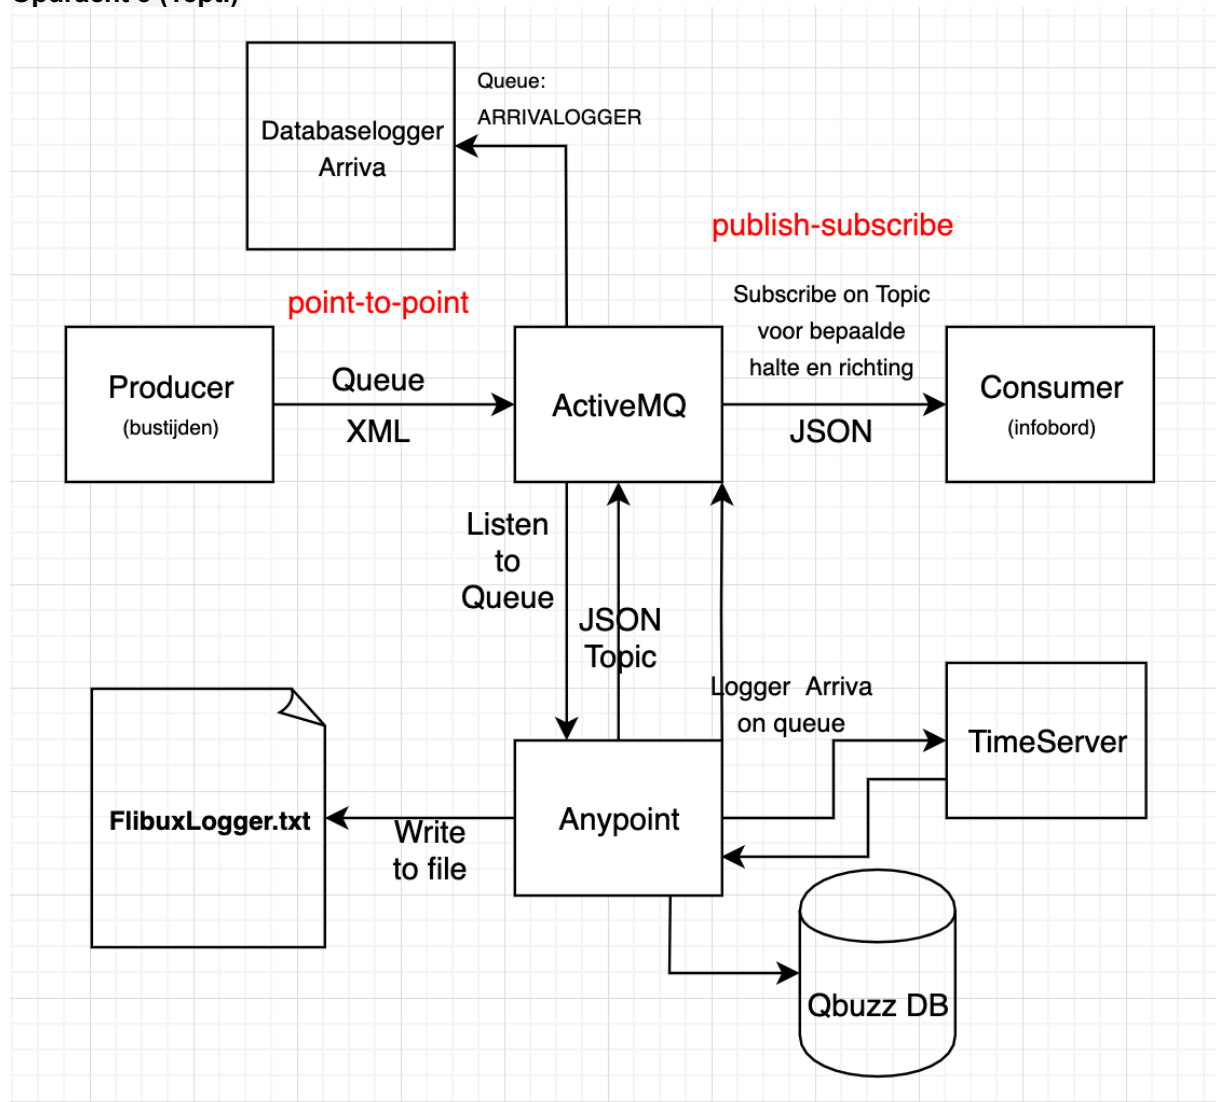 Queue:
ARRIVALOGGER
Databaselogger
Arriva
publish-subscribe
point-to-point
Subscribe on Topic
voor bepaalde
halte en richting
Producer
(bustijden)
Queue
XML
ActiveMQ
JSON
Consumer
(infobord)
Listen
to
Queue
JSON
Topic
Logger Arriva
on queue
TimeServer
FlibuxLogger.txt
Write
to file
Anypoint
Qbuzz DB